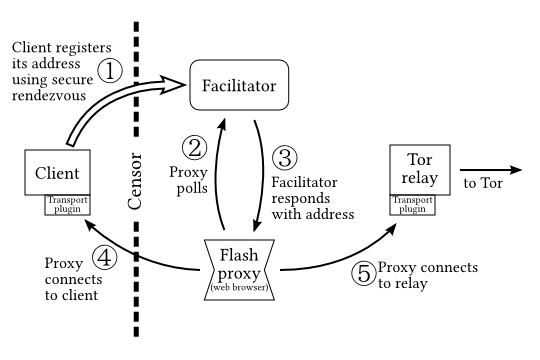 Client registers
its address
using secure
rendezvous
①
Facilitator
②
Proxy
polls
③
Facilitator
responds
with address
Client
Transport
plugin
Censor
Tor
relay
Transport
plugin
to Tor
④
Proxy
connects
to client
Flash
proxy
(web browser)
⑤
Proxy connects
to relay